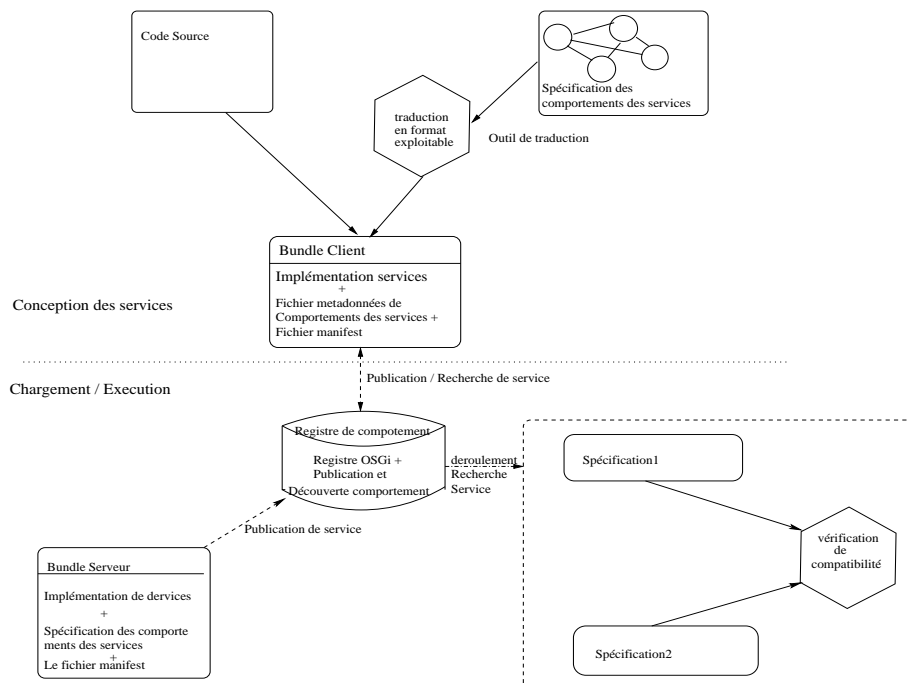 Code Source
Spécification des
comportements des services
traduction
en format
exploitable
Outil de traduction
Bundle Client
Implémentation services
+
Fichier metadonnées de
Comportements des services +
Fichier manifest
Conception des services
Chargement / Execution
Publication / Recherche de service
Registre de compotement
Registre OSGi +
Publication et
Découverte comportement
deroulement
Recherche
Service
Publication de service
Bundle Serveur
Implémentation de dervices
+
Spécification des comporte
ments des services
+
Le fichier manifest
Spécification1
vérification
de
compatibilité
Spécification2